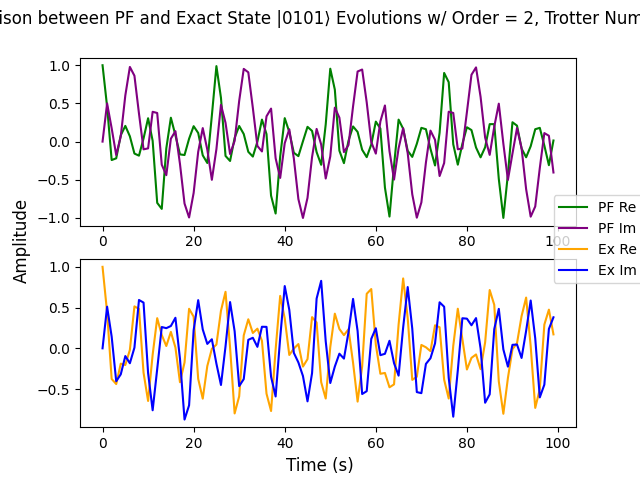 ison between PF and Exact State |0101⟩ Evolutions w/ Order = 2, Trotter Num
1.0
0.5
0.0
−0.5
−1.0
0 20 40 60 80 100
PF Re
PF Im
Ex Re
Ex Im
Amplitude
1.0
0.5
0.0
−0.5
0 20 40 60 80 100
Time (s)